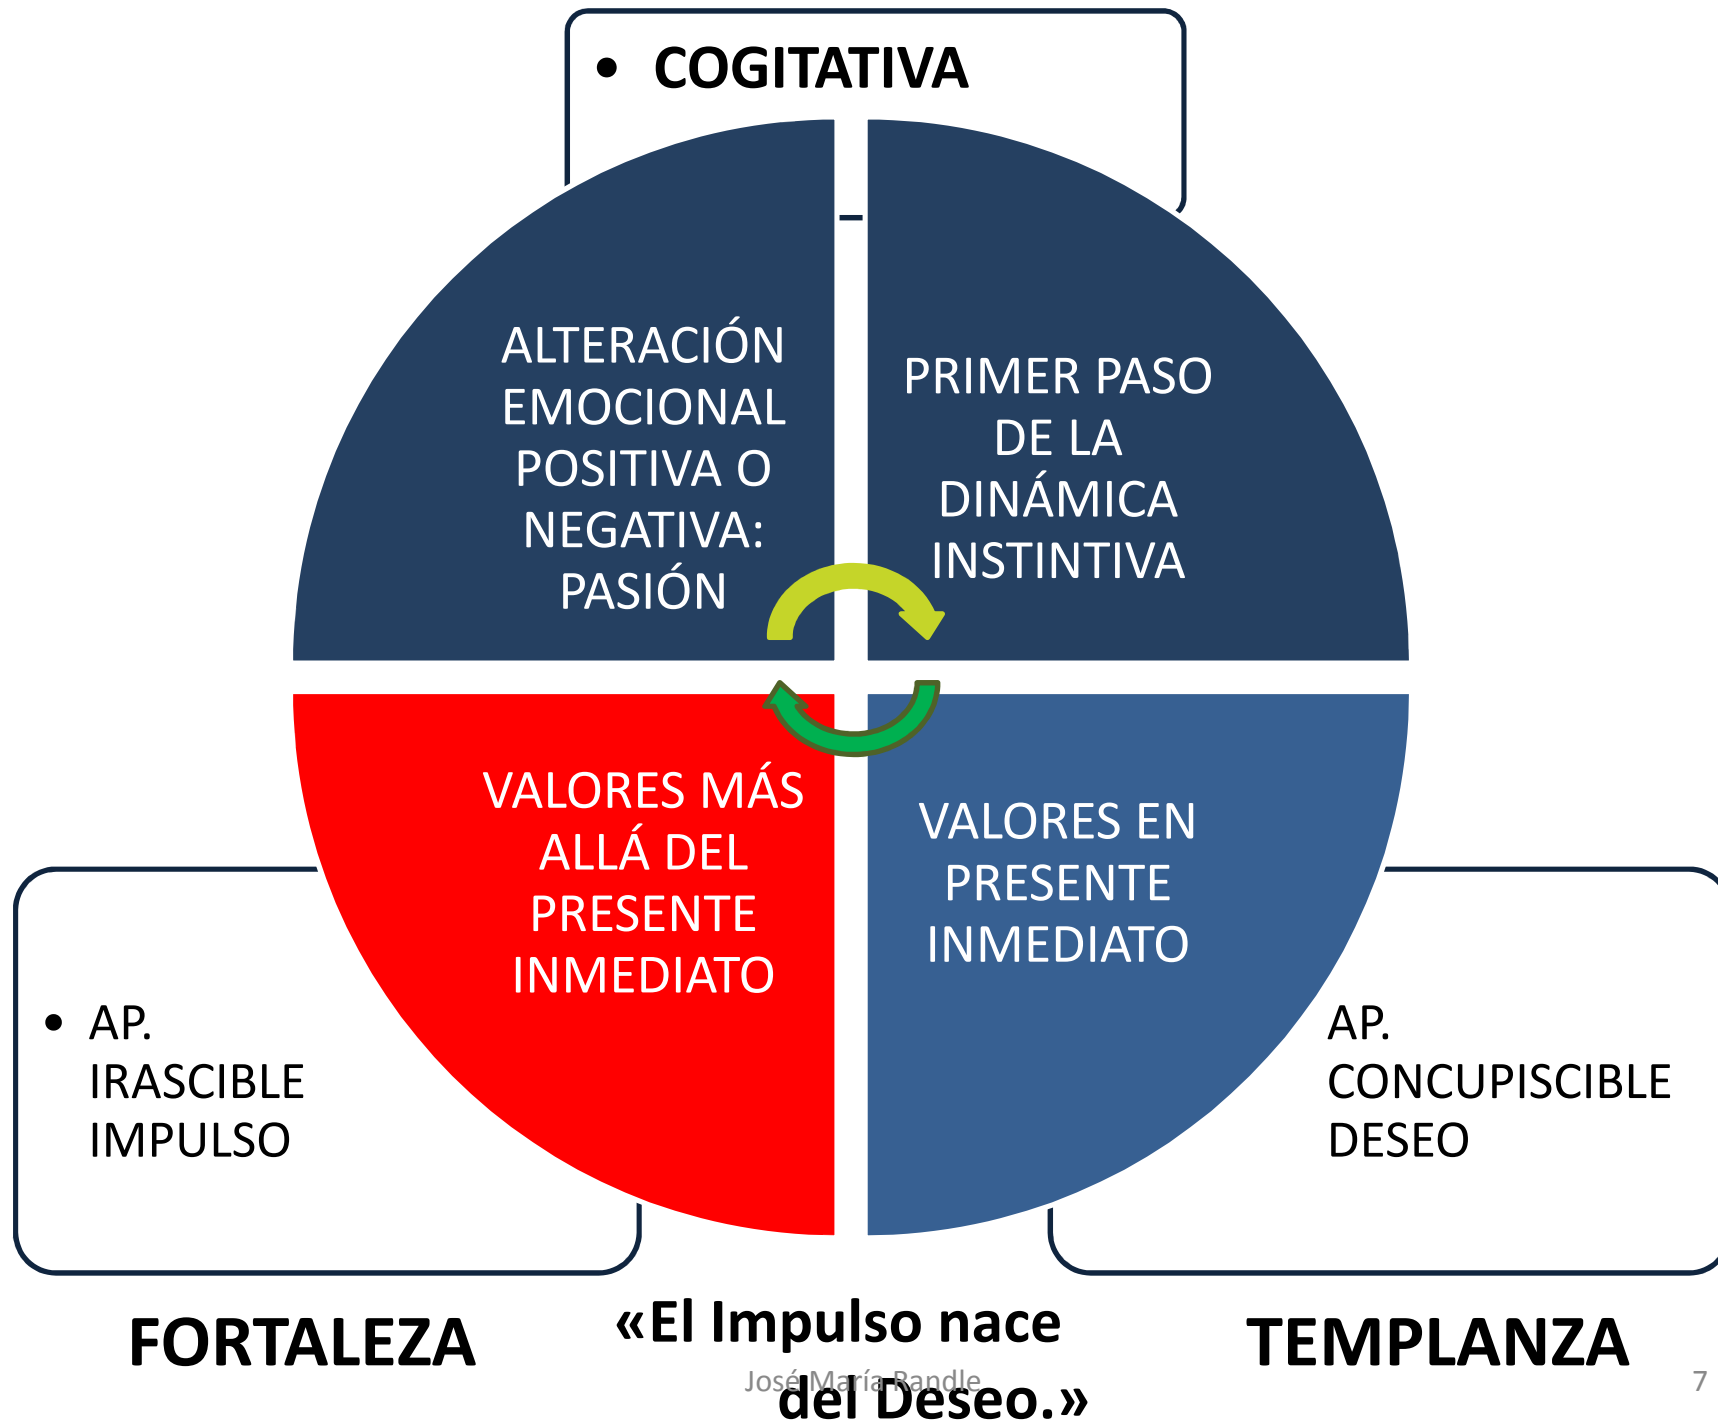 • COGITATIVA
–
ALTERACIÓN
EMOCIONAL
POSITIVA O
NEGATIVA:
PASIÓN
PRIMER PASO
DE LA
DINÁMICA
INSTINTIVA
VALORES MÁS
ALLÁ DEL
PRESENTE
INMEDIATO
VALORES EN
PRESENTE
INMEDIATO
• AP.
IRASCIBLE
IMPULSO
AP.
CONCUPISCIBLE
DESEO
FORTALEZA
«El Impulso nace
del Deseo.»
TEMPLANZA
José María Randle
7